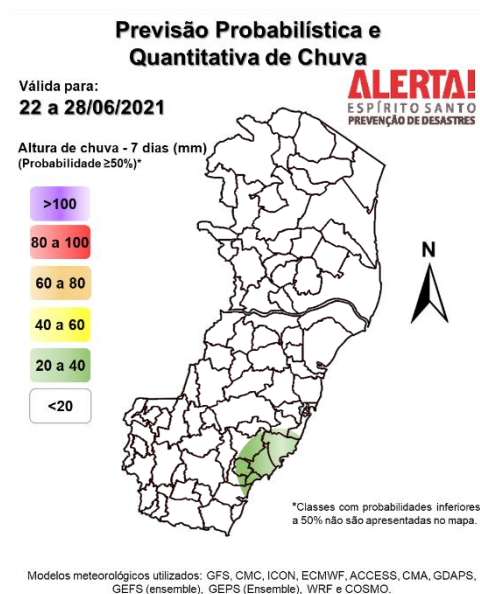 Previsão Probabilística e
Quantitativa de Chuva
Válida para:
22 a 28/06/2021
ALERTA!
ESPÍRITO SANTO
PREVENÇÃO DE DESASTRES
Altura de chuva - 7 dias (mm)
(Probabilidade ≥50%)*
>100
80 a 100
60 a 80
40 a 60
20 a 40
<20
N
*Classes com probabilidades inferiores
a 50% não são apresentadas no mapa.
Modelos meteorológicos utilizados: GFS, CMC, ICON, ECMWF, ACCESS, CMA, GDAPS,
GEFS (ensemble), GEPS (Ensemble), WRF e COSMO.